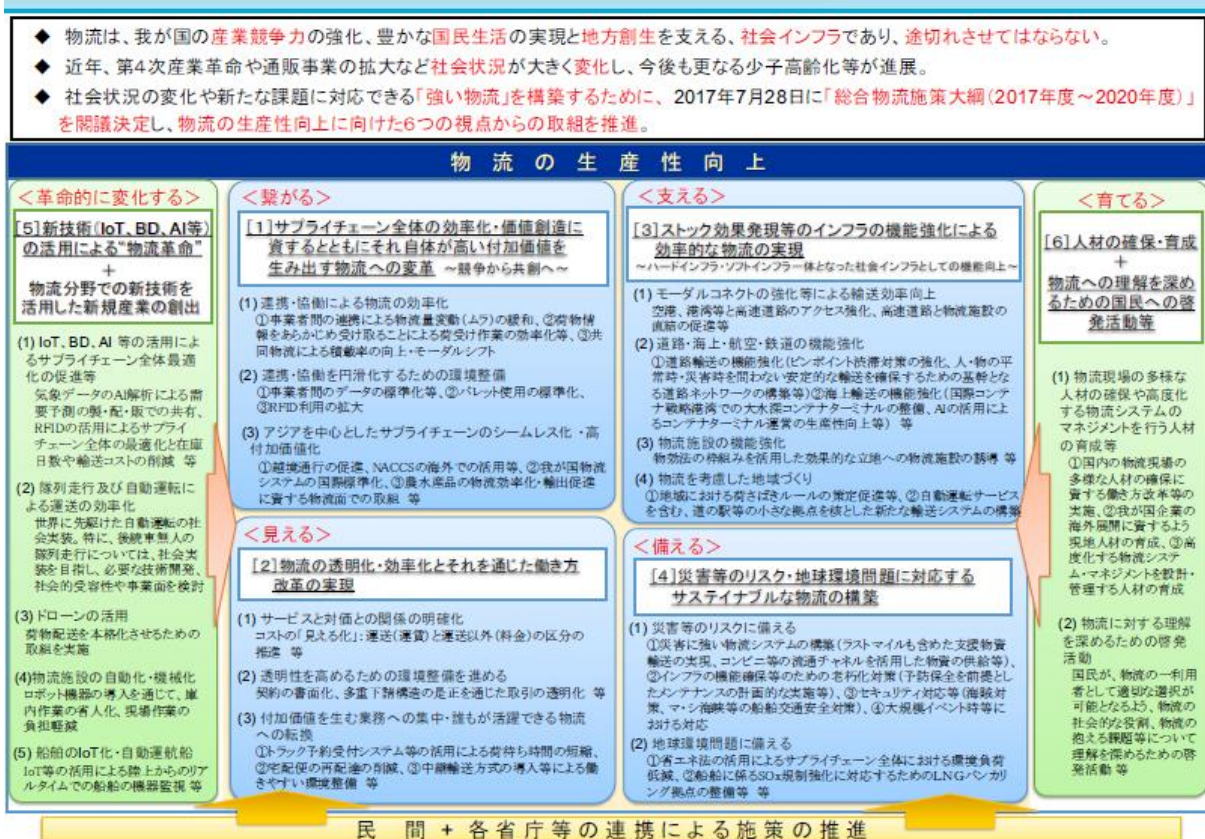 ◆ 物流は、我が国の産業競争力の強化、豊かな国民生活の実現と地方創生を支える、社会インフラであり、途切れさせてはならない。
◆ 近年、第4次産業革命や通販事業の拡大など社会状況が大きく変化し、今後も更なる少子高齢化等が進展。
◆ 社会状況の変化や新たな課題に対応できる「強い物流」を構築するために、2017年7月28日に「総合物流施策大綱(2017年度～2020年度)」
を閣議決定し、物流の生産性向上に向けた6つの視点からの取組を推進。
物流の生産性向上
＜革命的に変化する＞
[5]新技術(IoT、BD、AI等)
の活用による“物流革命”
+
物流分野での新技術を
活用した新規産業の創出
(1) IoT、BD、AI 等の活用によ
るサプライチェーン全体最適
化の促進等
気象データのAI解析による需
要予測の製・配・販での共有、
RFIDの活用によるサプライ
チェーン全体の最適化と在庫
日数や輸送コストの削減 等
(2) 隊列走行及び自動運転に
よる運送の効率化
世界に先駆けた自動運転の社
会実装。特に、後続車無人の
隊列走行については、社会実
装を目指し、必要な技術開発、
社会的受容性や事業面を検討
(3) ドローンの活用
荷物配送を本格化させるための
取組を実施
(4)物流施設の自動化・機械化
ロボット機器の導入を通じて、庫
内作業の省人化、現場作業の
負担軽減
(5) 船舶のIoT化・自動運航船
IoT等の活用による陸上からのリア
ルタイムでの船舶の機器監視 等
＜繋がる＞
[1]サプライチェーン全体の効率化・価値創造に
資するとともにそれ自体が高い付加価値を
生み出す物流への変革 ～競争から共創へ～
(1) 連携・協働による物流の効率化
①事業者間の連携による物流量変動(ムラ)の緩和、②荷物情
報をあらかじめ受け取ることによる荷受け作業の効率化等、③共
同物流による積載率の向上・モーダルシフト
(2) 連携・協働を円滑化するための環境整備
①事業者間のデータの標準化等、②パレット使用の標準化、
③RFID利用の拡大
(3) アジアを中心としたサプライチェーンのシームレス化・高
付加価値化
①越境通行の促進、NACCSの海外での活用等、②我が国物流
システムの国際標準化、③農水産品の物流効率化・輸出促進
に資する物流面での取組 等
＜見える＞
[2]物流の透明化・効率化とそれを通じた働き方
改革の実現
(1) サービスと対価との関係の明確化
コストの「見える化」：運送(運賃)と運送以外(料金)の区分の
推進 等
(2) 透明性を高めるための環境整備を進める
契約の書面化、多重下請構造の是正を通じた取引の透明化 等
(3) 付加価値を生む業務への集中・誰もが活躍できる物流
への転換
①トラック予約受付システム等の活用による荷待ち時間の短縮、
②宅配便の再配達の削減、③中継輸送方式の導入等による働
きやすい環境整備 等
＜支える＞
[3]ストック効果発現等のインフラの機能強化による
効率的な物流の実現
～ハードインフラ・ソフトインフラ一体となった社会インフラとしての機能向上～
(1) モーダルコネクトの強化等による輸送効率向上
空港、港湾等と高速道路のアクセス強化、高速道路と物流施設の
直結の促進等
(2) 道路・海上・航空・鉄道の機能強化
①道路輸送の機能強化(ピンポイント渋滞対策の強化、人・物の平
常時・災害時を問わない安定的な輸送を確保するための基幹とな
る道路ネットワークの構築等)②海上輸送の機能強化(国際コンテ
ナ戦略港湾での大水深コンテナターミナルの整備、AIの活用によ
るコンテナターミナル運営の生産性向上等) 等
(3) 物流施設の機能強化
物効法の枠組みを活用した効果的な立地への物流施設の誘導 等
(4) 物流を考慮した地域づくり
①地域における荷さばきルールの策定促進等、②自動運転サービス
を含む、道の駅等の小さな拠点を核とした新たな輸送システムの構築
＜備える＞
[4]災害等のリスク・地球環境問題に対応する
サステイナブルな物流の構築
(1) 災害等のリスクに備える
①災害に強い物流システムの構築(ラストマイルも含めた支援物資
輸送の実現、コンビニ等の流通チャネルを活用した物資の供給等)、
②インフラの機能確保等のための老朽化対策(予防保全を前提とし
たメンテナンスの計画的な実施等)、③セキュリティ対応等(海賊対
策、マ・シ海峡等の船舶交通安全対策)、④大規模イベント時等に
おける対応
(2) 地球環境問題に備える
①省エネ法の活用によるサプライチェーン全体における環境負荷
低減、②船舶に係るSOx規制強化に対応するためのLNGバンカリ
ング拠点の整備等 等
＜育てる＞
[6]人材の確保・育成
+
物流への理解を深め
るための国民への啓
発活動等
(1) 物流現場の多様な
人材の確保や高度化
する物流システムの
マネジメントを行う人材
の育成等
①国内の物流現場の
多様な人材の確保に
資する働き方改革等の
実施、②我が国企業の
海外展開に資するよう
現地人材の育成、③高
度化する物流システ
ム・マネジメントを設計・
管理する人材の育成
(2) 物流に対する理解
を深めるための啓発
活動
国民が、物流の一利用
者として適切な選択が
可能となるよう、物流の
社会的な役割、物流の
抱える課題等について
理解を深めるための啓
発活動 等
民間＋各省庁等の連携による施策の推進